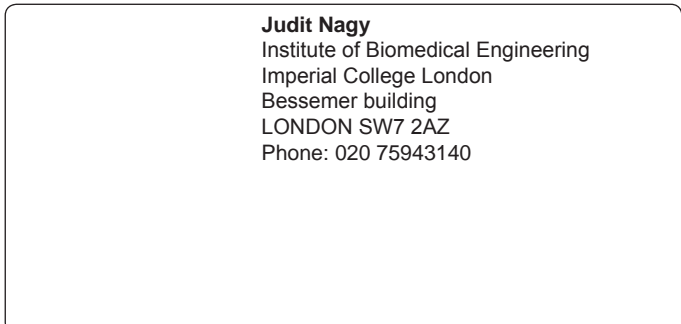 Judit Nagy
Institute of Biomedical Engineering
Imperial College London
Bessemer building
LONDON SW7 2AZ
Phone: 020 75943140